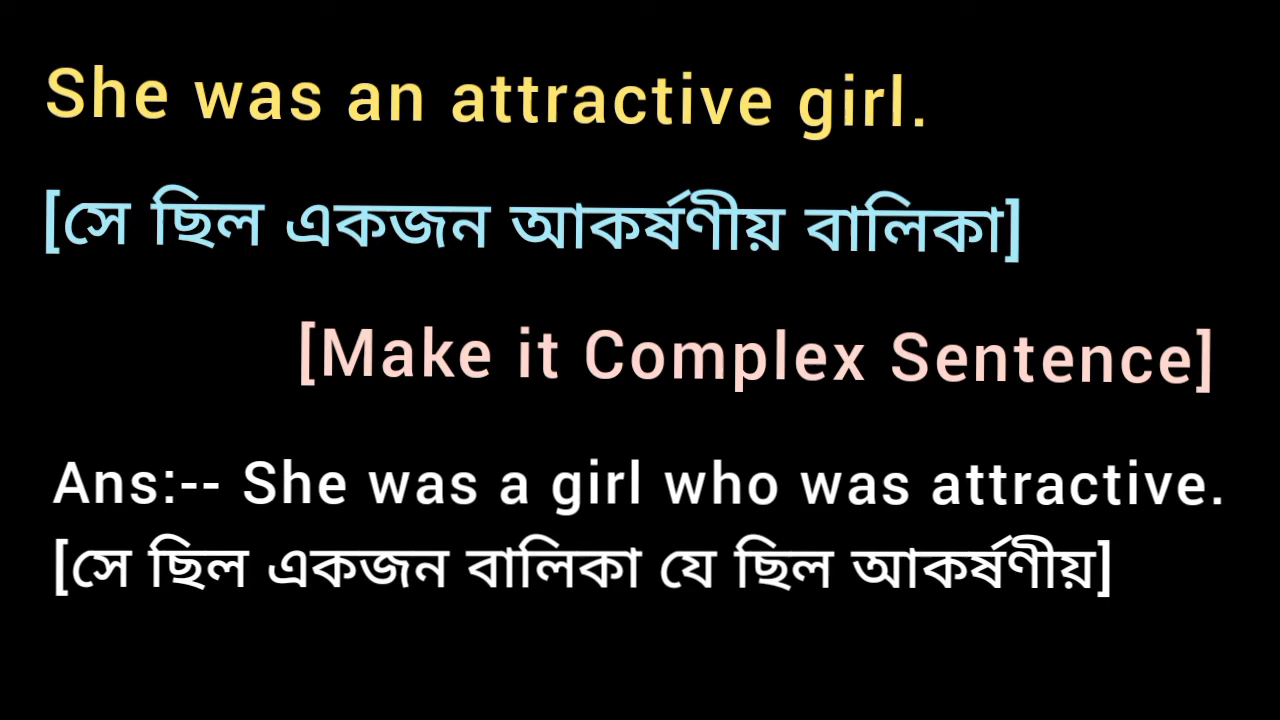 She was an attractive girl.
[সে ছিল একজন আকর্ষণীয় বালিকা]
[Make it Complex Sentence]
Ans:-- She was a girl who was attractive.
[সে ছিল একজন বালিকা যে ছিল আকর্ষণীয়]